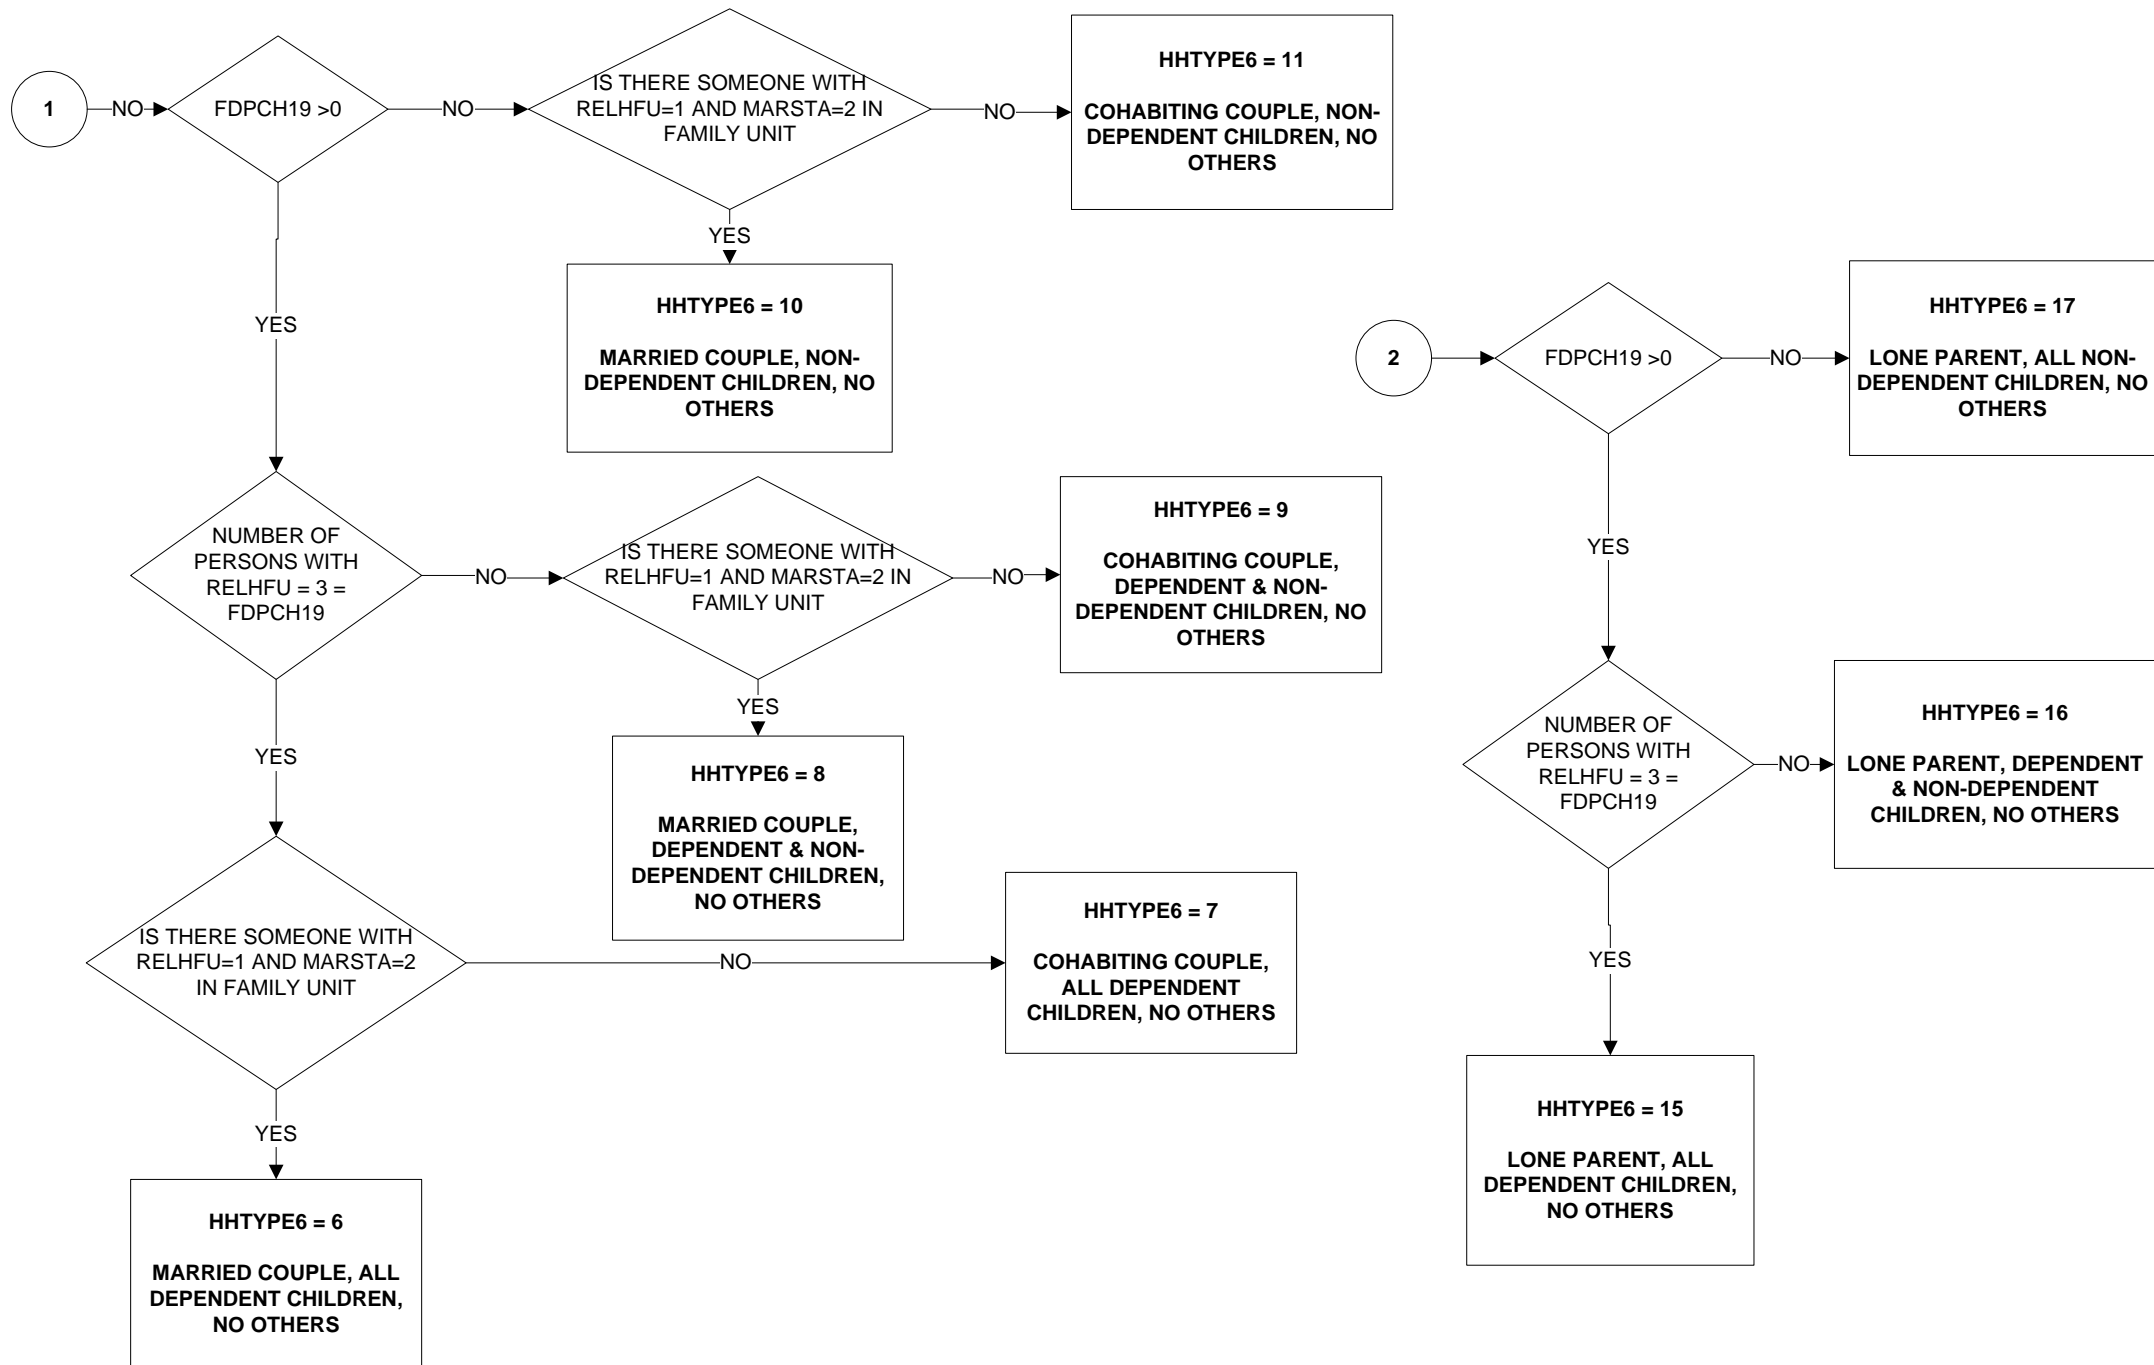 1
NO
FDPCH19 >0
NO
IS THERE SOMEONE WITH
RELHFU=1 AND MARSTA=2 IN
FAMILY UNIT
NO
HHTYPE6 = 11
COHABITING COUPLE, NON-
DEPENDENT CHILDREN, NO
OTHERS
YES
HHTYPE6 = 10
MARRIED COUPLE, NON-
DEPENDENT CHILDREN, NO
OTHERS
YES
NUMBER OF
PERSONS WITH
RELHFU = 3 =
FDPCH19
NO
IS THERE SOMEONE WITH
RELHFU=1 AND MARSTA=2 IN
FAMILY UNIT
NO
HHTYPE6 = 9
COHABITING COUPLE,
DEPENDENT & NON-
DEPENDENT CHILDREN, NO
OTHERS
YES
HHTYPE6 = 8
MARRIED COUPLE,
DEPENDENT & NON-
DEPENDENT CHILDREN,
NO OTHERS
YES
IS THERE SOMEONE WITH
RELHFU=1 AND MARSTA=2
IN FAMILY UNIT
NO
HHTYPE6 = 7
COHABITING COUPLE,
ALL DEPENDENT
CHILDREN, NO OTHERS
YES
HHTYPE6 = 6
MARRIED COUPLE, ALL
DEPENDENT CHILDREN,
NO OTHERS
2
FDPCH19 >0
NO
HHTYPE6 = 17
LONE PARENT, ALL NON-
DEPENDENT CHILDREN, NO
OTHERS
YES
NUMBER OF
PERSONS WITH
RELHFU = 3 =
FDPCH19
NO
HHTYPE6 = 16
LONE PARENT, DEPENDENT
& NON-DEPENDENT
CHILDREN, NO OTHERS
YES
HHTYPE6 = 15
LONE PARENT, ALL
DEPENDENT CHILDREN,
NO OTHERS